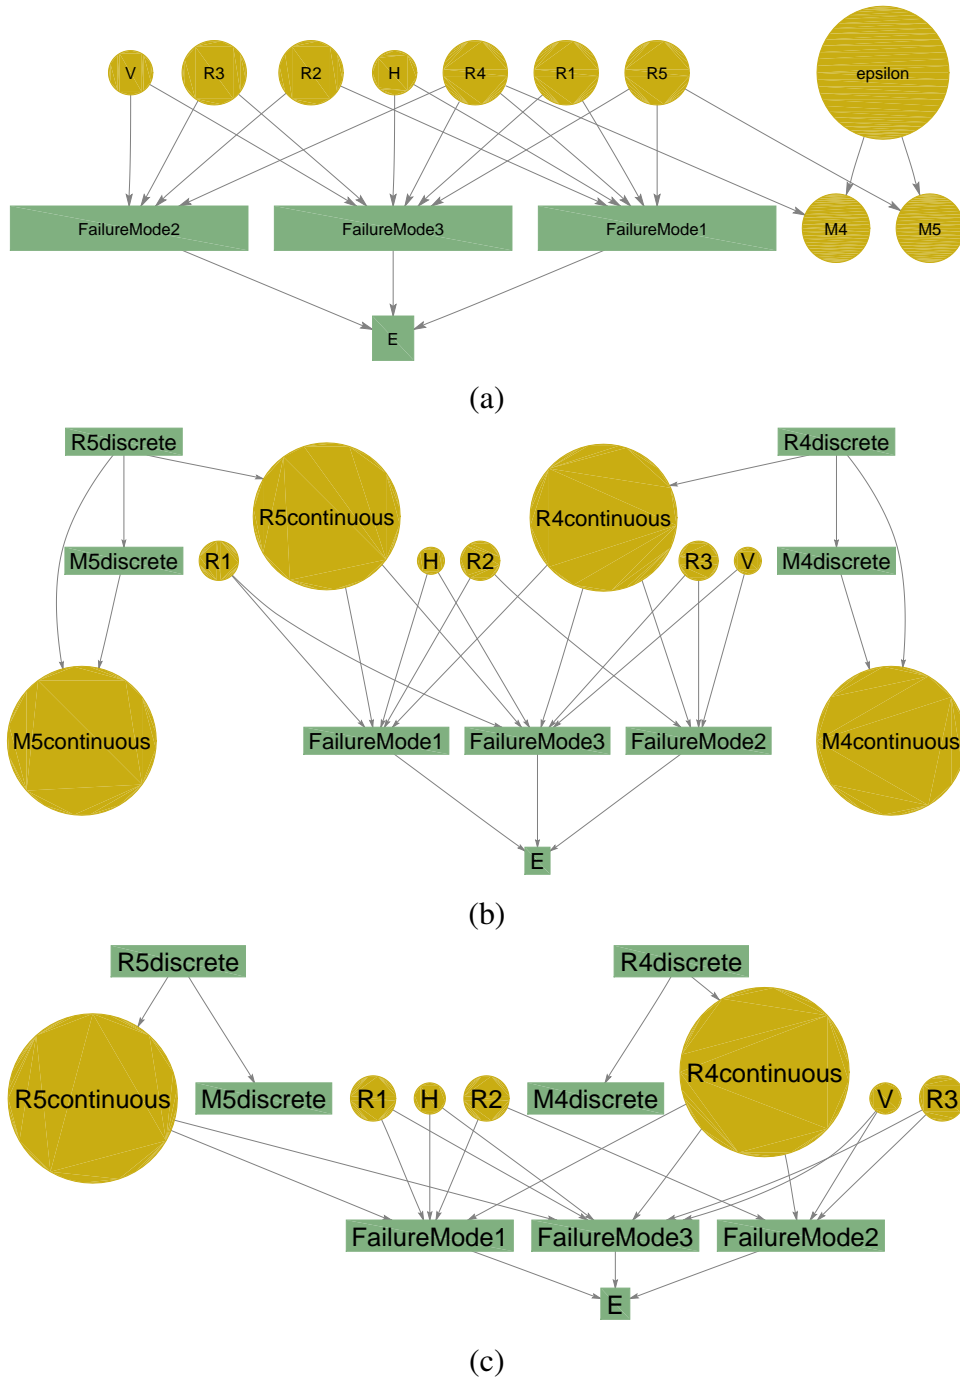 V R3 R2 H R4 R1 R5 epsilon
FailureMode2 FailureMode3 FailureMode1 M4 M5
E
(a)
R5discrete R4discrete
R5continuous R4continuous
M5discrete R1 H R2 R3 V M4discrete
M5continuous FailureMode1 FailureMode3 FailureMode2 M4continuous
E
(b)
R5discrete R4discrete
R5continuous M5discrete R1 H R2 M4discrete R4continuous V R3
FailureMode1 FailureMode3 FailureMode2
E
(c)